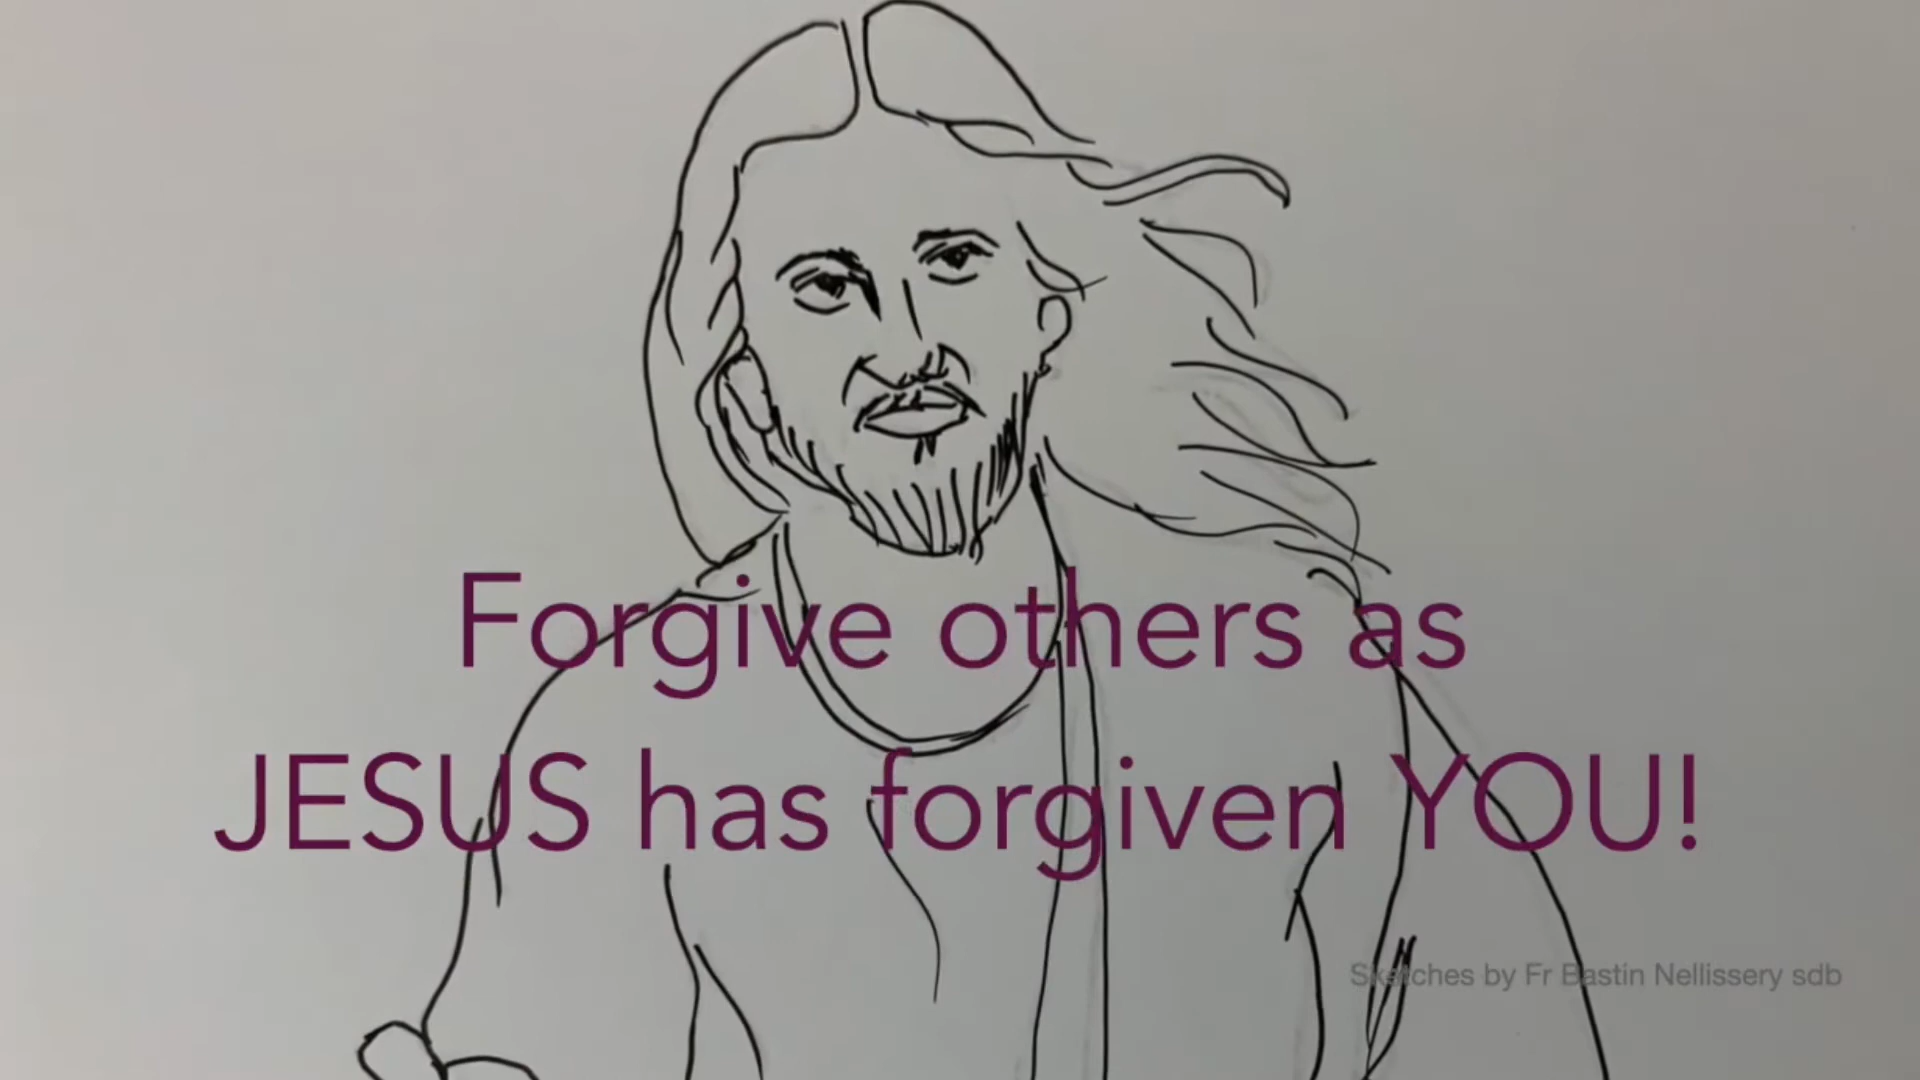 Forgive others as
JESUS has forgiven YOU!
Sketches by Fr Bastin Nellissery sdb